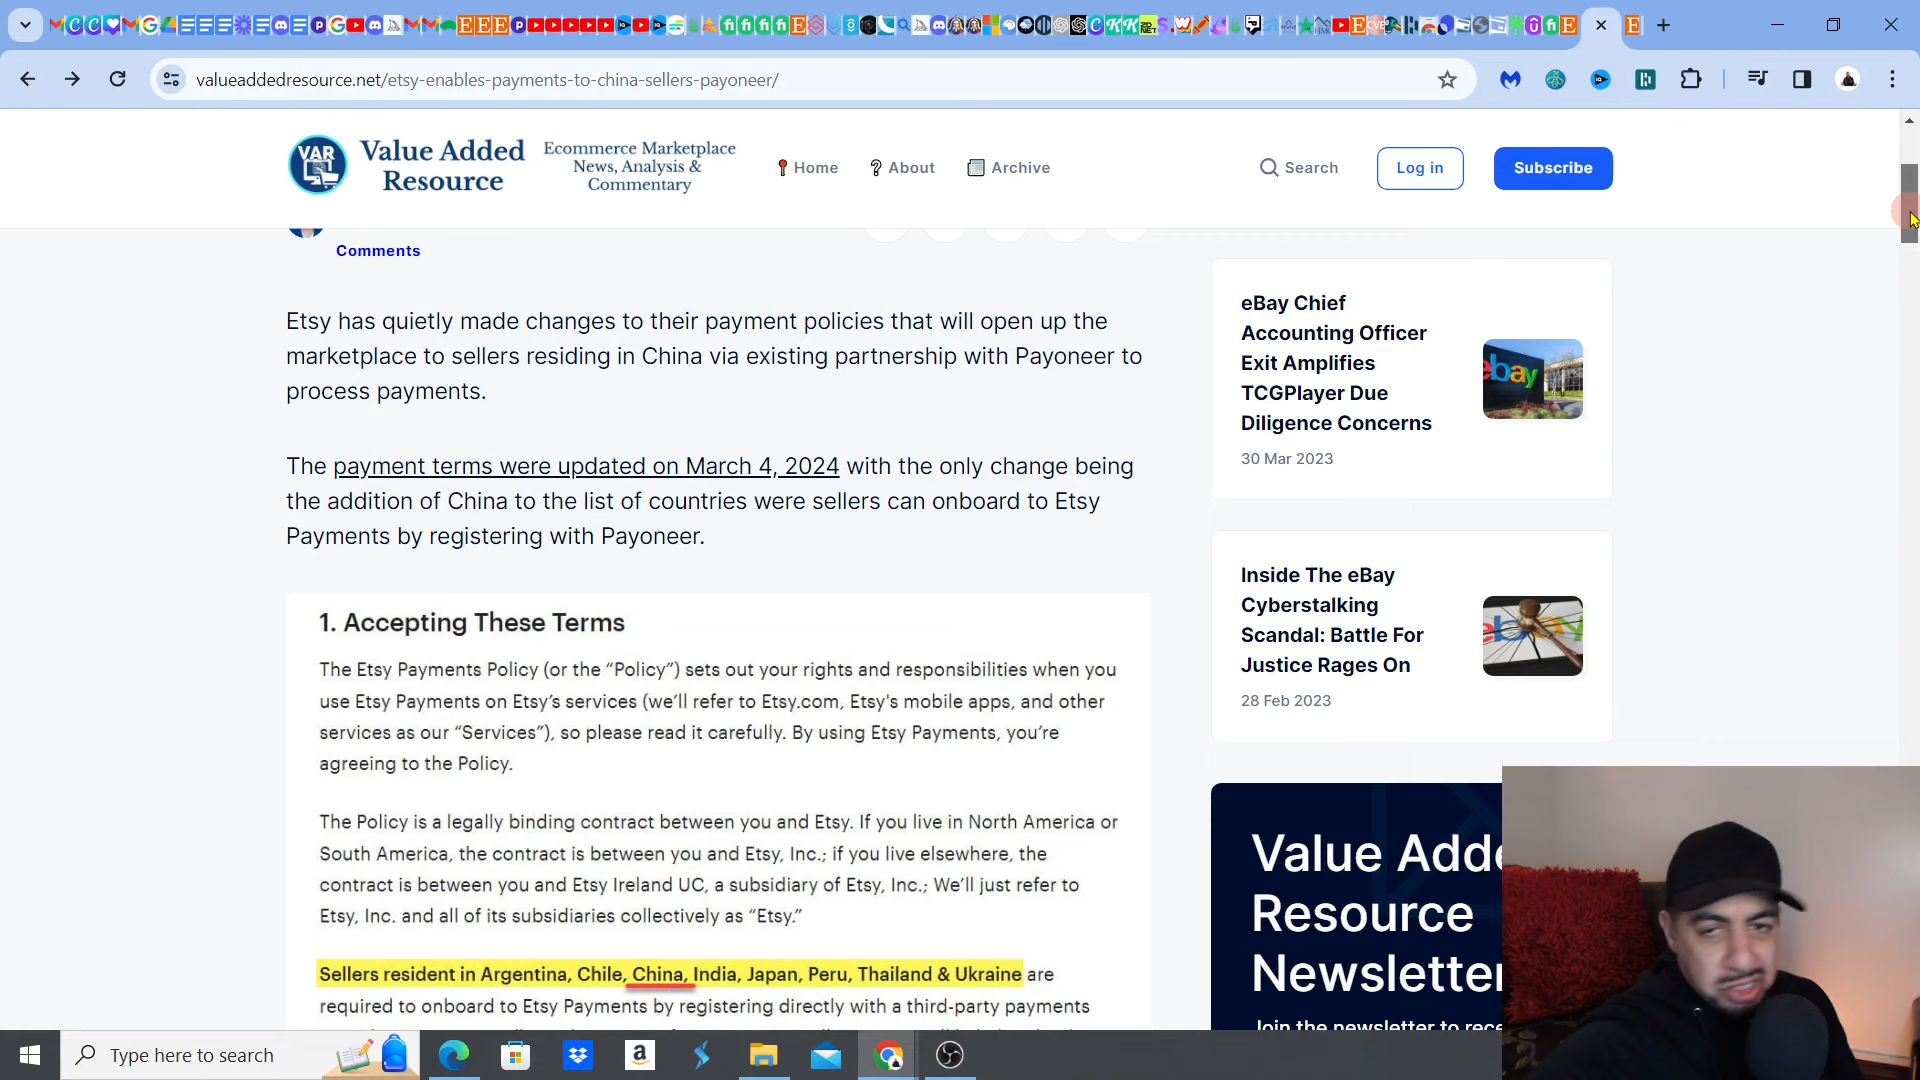 valueaddedresource.net/etsy-enables-payments-to-china-sellers-payoneer/
VAR
Value Added
Resource
Ecommerce Marketplace
News, Analysis &
Commentary
Home
About
Archive
Search
Log in
Subscribe
Comments
Etsy has quietly made changes to their payment policies that will open up the
marketplace to sellers residing in China via existing partnership with Payoneer to
process payments.
The payment terms were updated on March 4, 2024 with the only change being
the addition of China to the list of countries were sellers can onboard to Etsy
Payments by registering with Payoneer.
1. Accepting These Terms
The Etsy Payments Policy (or the “Policy”) sets out your rights and responsibilities when you
use Etsy Payments on Etsy’s services (we’ll refer to Etsy.com, Etsy's mobile apps, and other
services as our “Services”), so please read it carefully. By using Etsy Payments, you’re
agreeing to the Policy.
The Policy is a legally binding contract between you and Etsy. If you live in North America or
South America, the contract is between you and Etsy, Inc.; if you live elsewhere, the
contract is between you and Etsy Ireland UC, a subsidiary of Etsy, Inc.; We’ll just refer to
Etsy, Inc. and all of its subsidiaries collectively as “Etsy.”
Sellers resident in Argentina, Chile, China, India, Japan, Peru, Thailand & Ukraine are
required to onboard to Etsy Payments by registering directly with a third-party payments
eBay Chief
Accounting Officer
Exit Amplifies
TCGPlayer Due
Diligence Concerns
30 Mar 2023
ebay
Inside The eBay
Cyberstalking
Scandal: Battle For
Justice Rages On
28 Feb 2023
Value Adde
Resource
Newsletter
Join the newsletter to rece
Type here to search